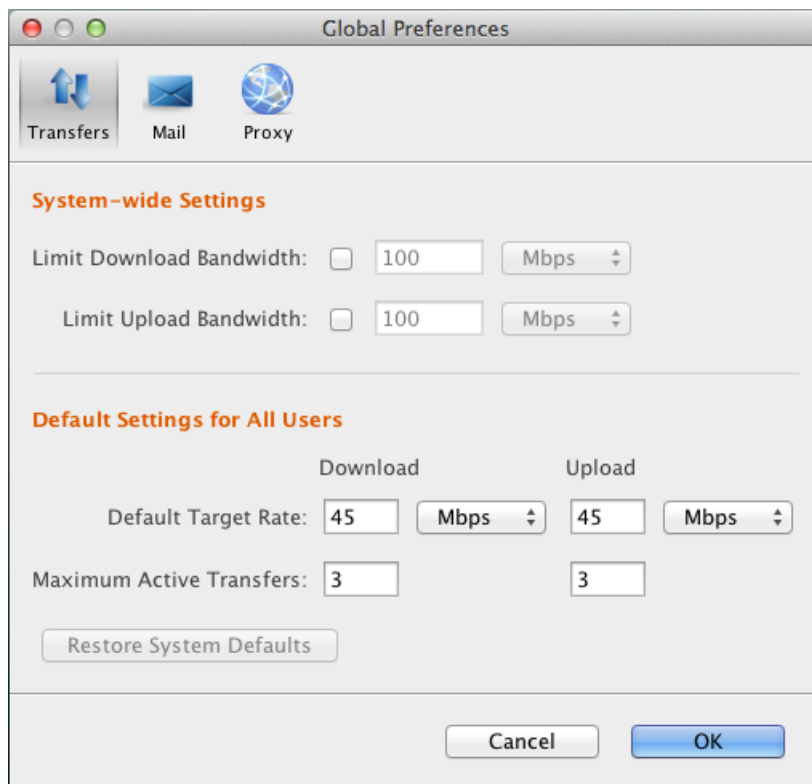 Global Preferences
Transfers Mail Proxy
System-wide Settings
Limit Download Bandwidth: 100 Mbps
Limit Upload Bandwidth: 100 Mbps
Default Settings for All Users
Download Upload
Default Target Rate: 45 Mbps 45 Mbps
Maximum Active Transfers: 3 3
Restore System Defaults
Cancel OK